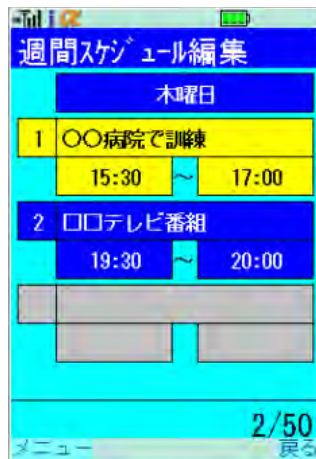 週間スケジュール編集
木曜日
1 〇〇病院で訓練
15:30 ～ 17:00
2 □□テレビ番組
19:30 ～ 20:00
2/50
メニュー 戻る